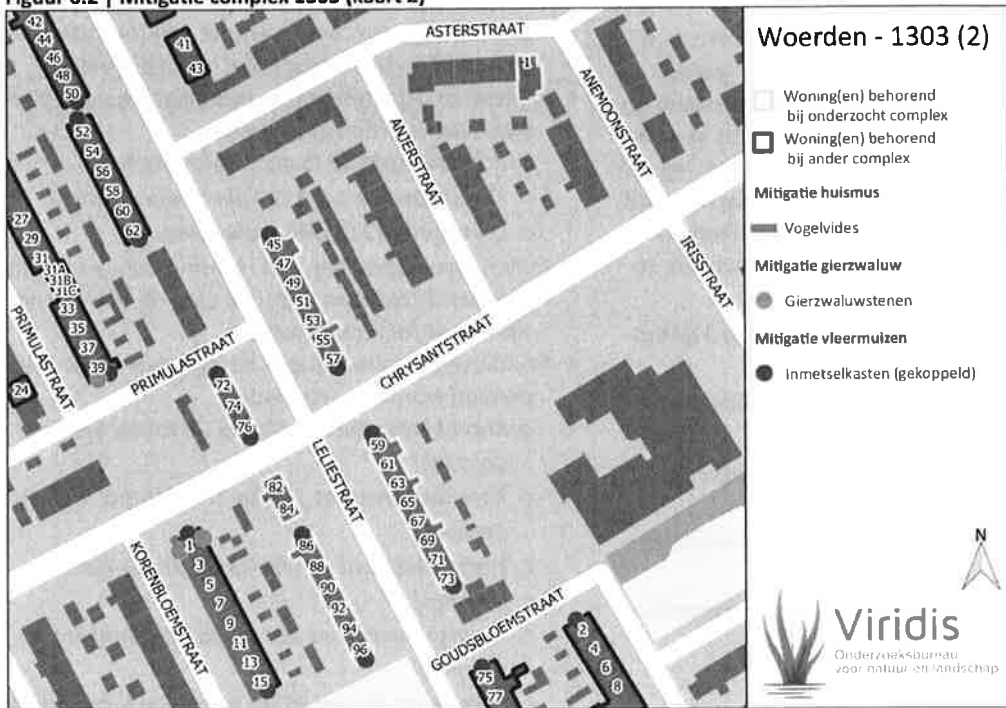 Figuur 6.2 | Mitigatie complex 1303 (kaart 2)
Woerden - 1303 (2)
Woning(en) behorend
bij onderzocht complex
Woning(en) behorend
bij ander complex
Mitigatie huismus
Vogelvides
Mitigatie gierzwaluw
Gierzwaluwstenen
Mitigatie vleermuizen
Inmetselkasten (gekoppeld)
N
Viridis
Onderzoeksbureau
voor natuur en landschap
ASTERSTRAAT
ANJERSTRAAT
ANEMOONSTRAAT
IRISSTRAAT
CHRYSANTSTRAAT
PRIMULASTRAAT
PRIMULASTRAAT
LELIESTRAAT
KORENBLOEMSTRAAT
GOUDSBLOEMSTRAAT
42
44
46
48
50
52
54
56
58
60
62
41
43
1
27
29
31
31A
31B
31C
33
35
37
39
24
45
47
49
51
53
55
57
72
74
76
59
61
63
65
67
69
71
73
82
84
86
88
90
92
94
96
1
3
5
7
9
11
13
15
75
77
2
4
6
8